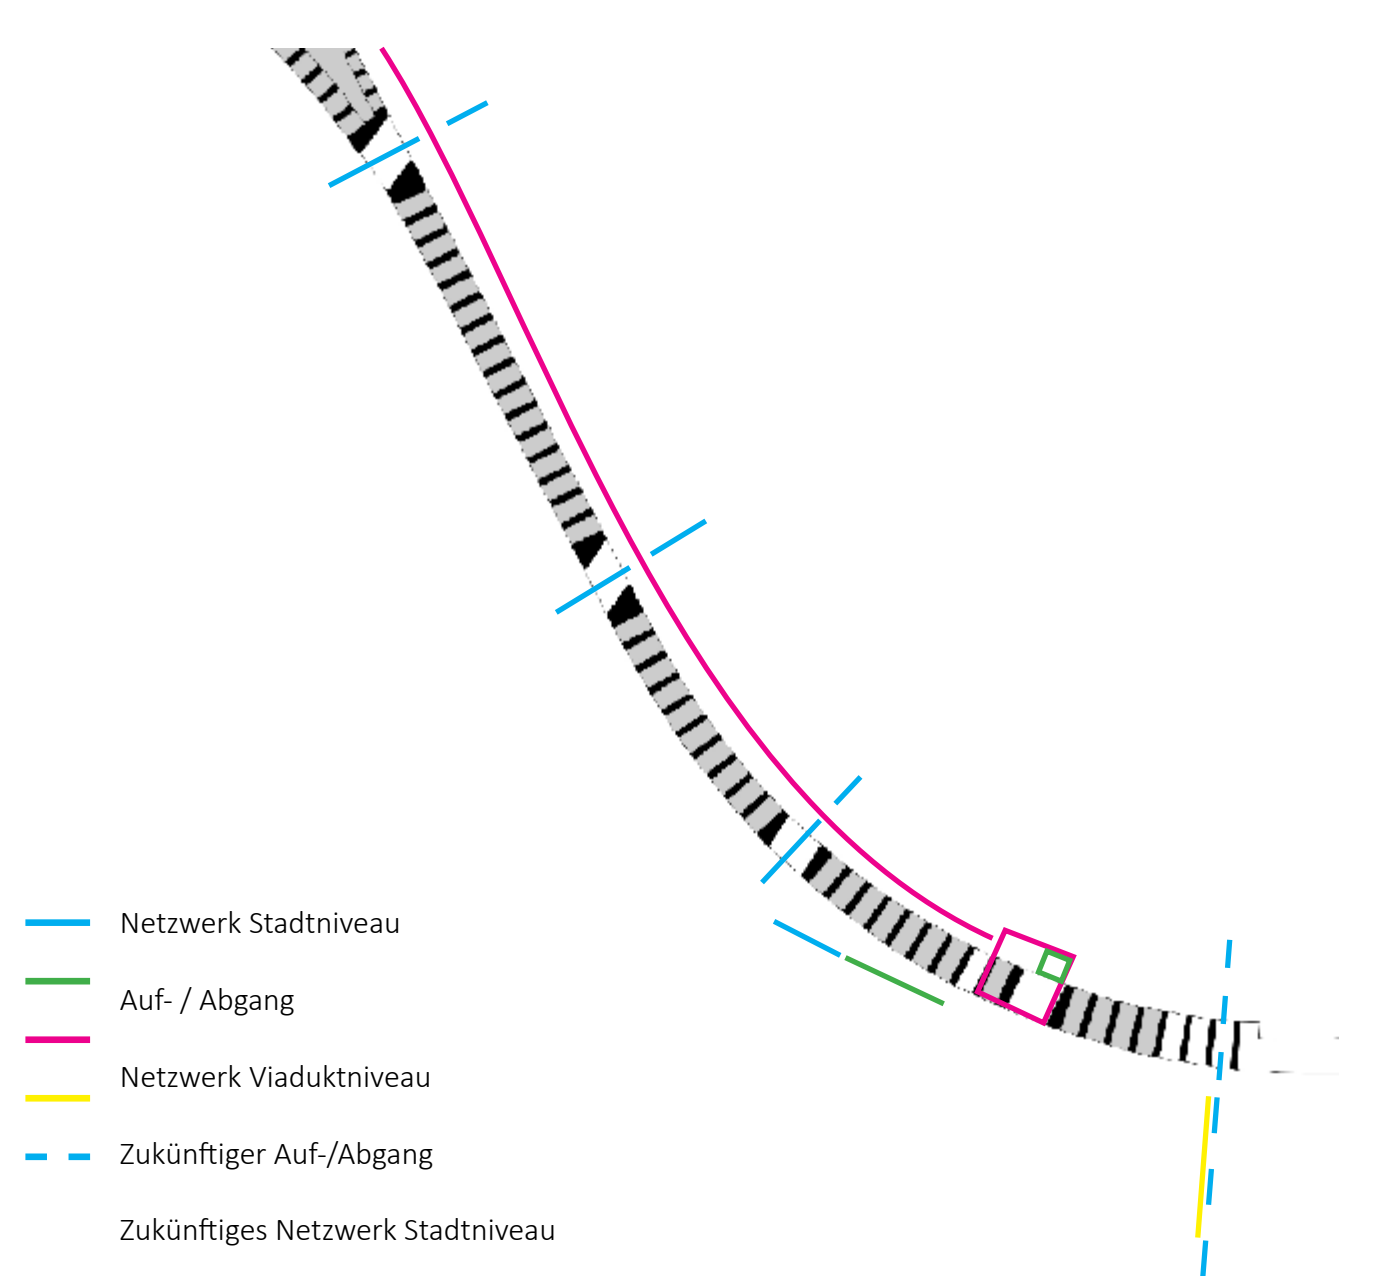 Netzwerk Stadtniveau
Auf- / Abgang
Netzwerk Viaduktniveau
Zukünftiger Auf-/Abgang
Zukünftiges Netzwerk Stadtniveau